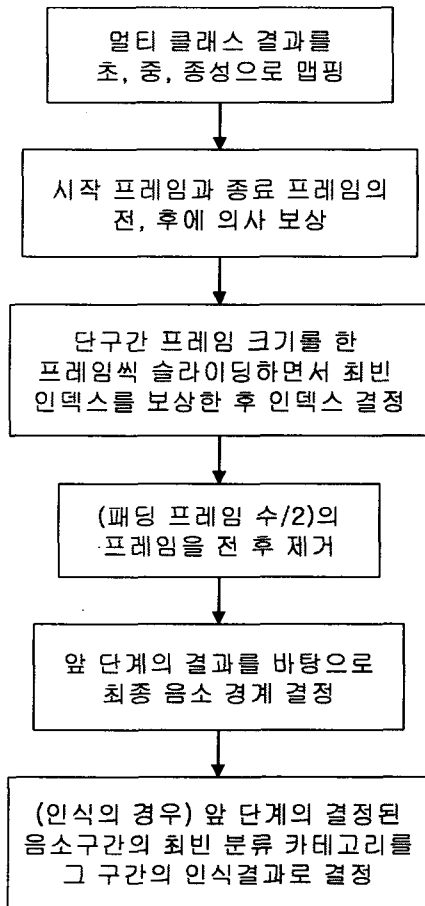 멀티 클래스 결과를
초, 중, 종성으로 맵핑
시작 프레임과 종료 프레임의
전, 후에 의사 보상
단구간 프레임 크기를 한
프레임씩 슬라이딩하면서 최빈
인덱스를 보상한 후 인덱스 결정
(패딩 프레임 수/2)의
프레임을 전 후 제거
앞 단계의 결과를 바탕으로
최종 음소 경계 결정
(인식의 경우) 앞 단계의 결정된
음소구간의 최빈 분류 카테고리를
그 구간의 인식결과로 결정